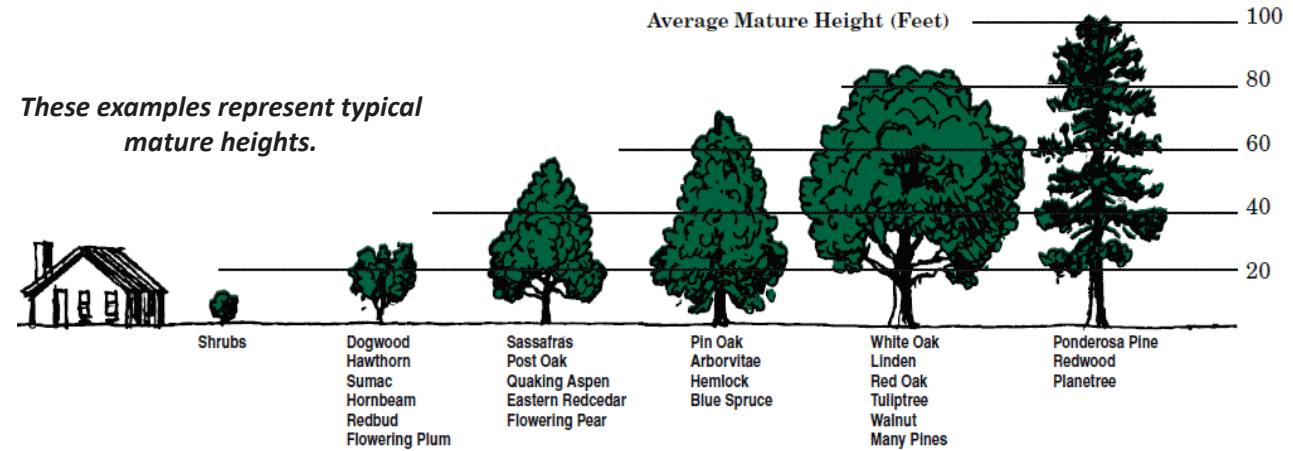 Average Mature Height (Feet)
100
80
60
40
20
These examples represent typical
mature heights.
Shrubs
Dogwood
Hawthorn
Sumac
Hornbeam
Redbud
Flowering Plum
Sassafras
Post Oak
Quaking Aspen
Eastern Redcedar
Flowering Pear
Pin Oak
Arborvitae
Hemlock
Blue Spruce
White Oak
Linden
Red Oak
Tuliptree
Walnut
Many Pines
Ponderosa Pine
Redwood
Planetree